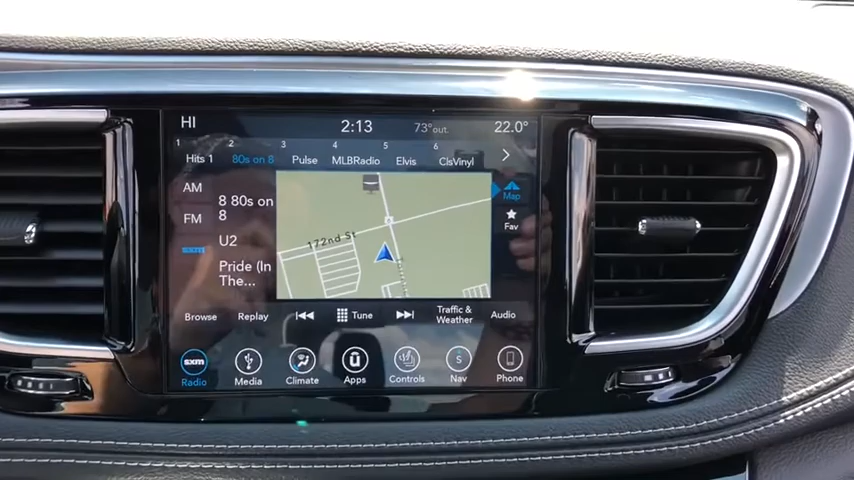 HI 2:13 73°out 22.0°
1 2 3 4 5 6
Hits 1 80s on 8 Pulse MLBRadio Elvis ClsVinyl
AM
FM
sxm
8 80s on
8
U2
Pride (In
The...
172nd St
Map
Fav
Browse Replay Tune Traffic &
Weather Audio
sxm
Radio Media Climate Apps Controls Nav Phone